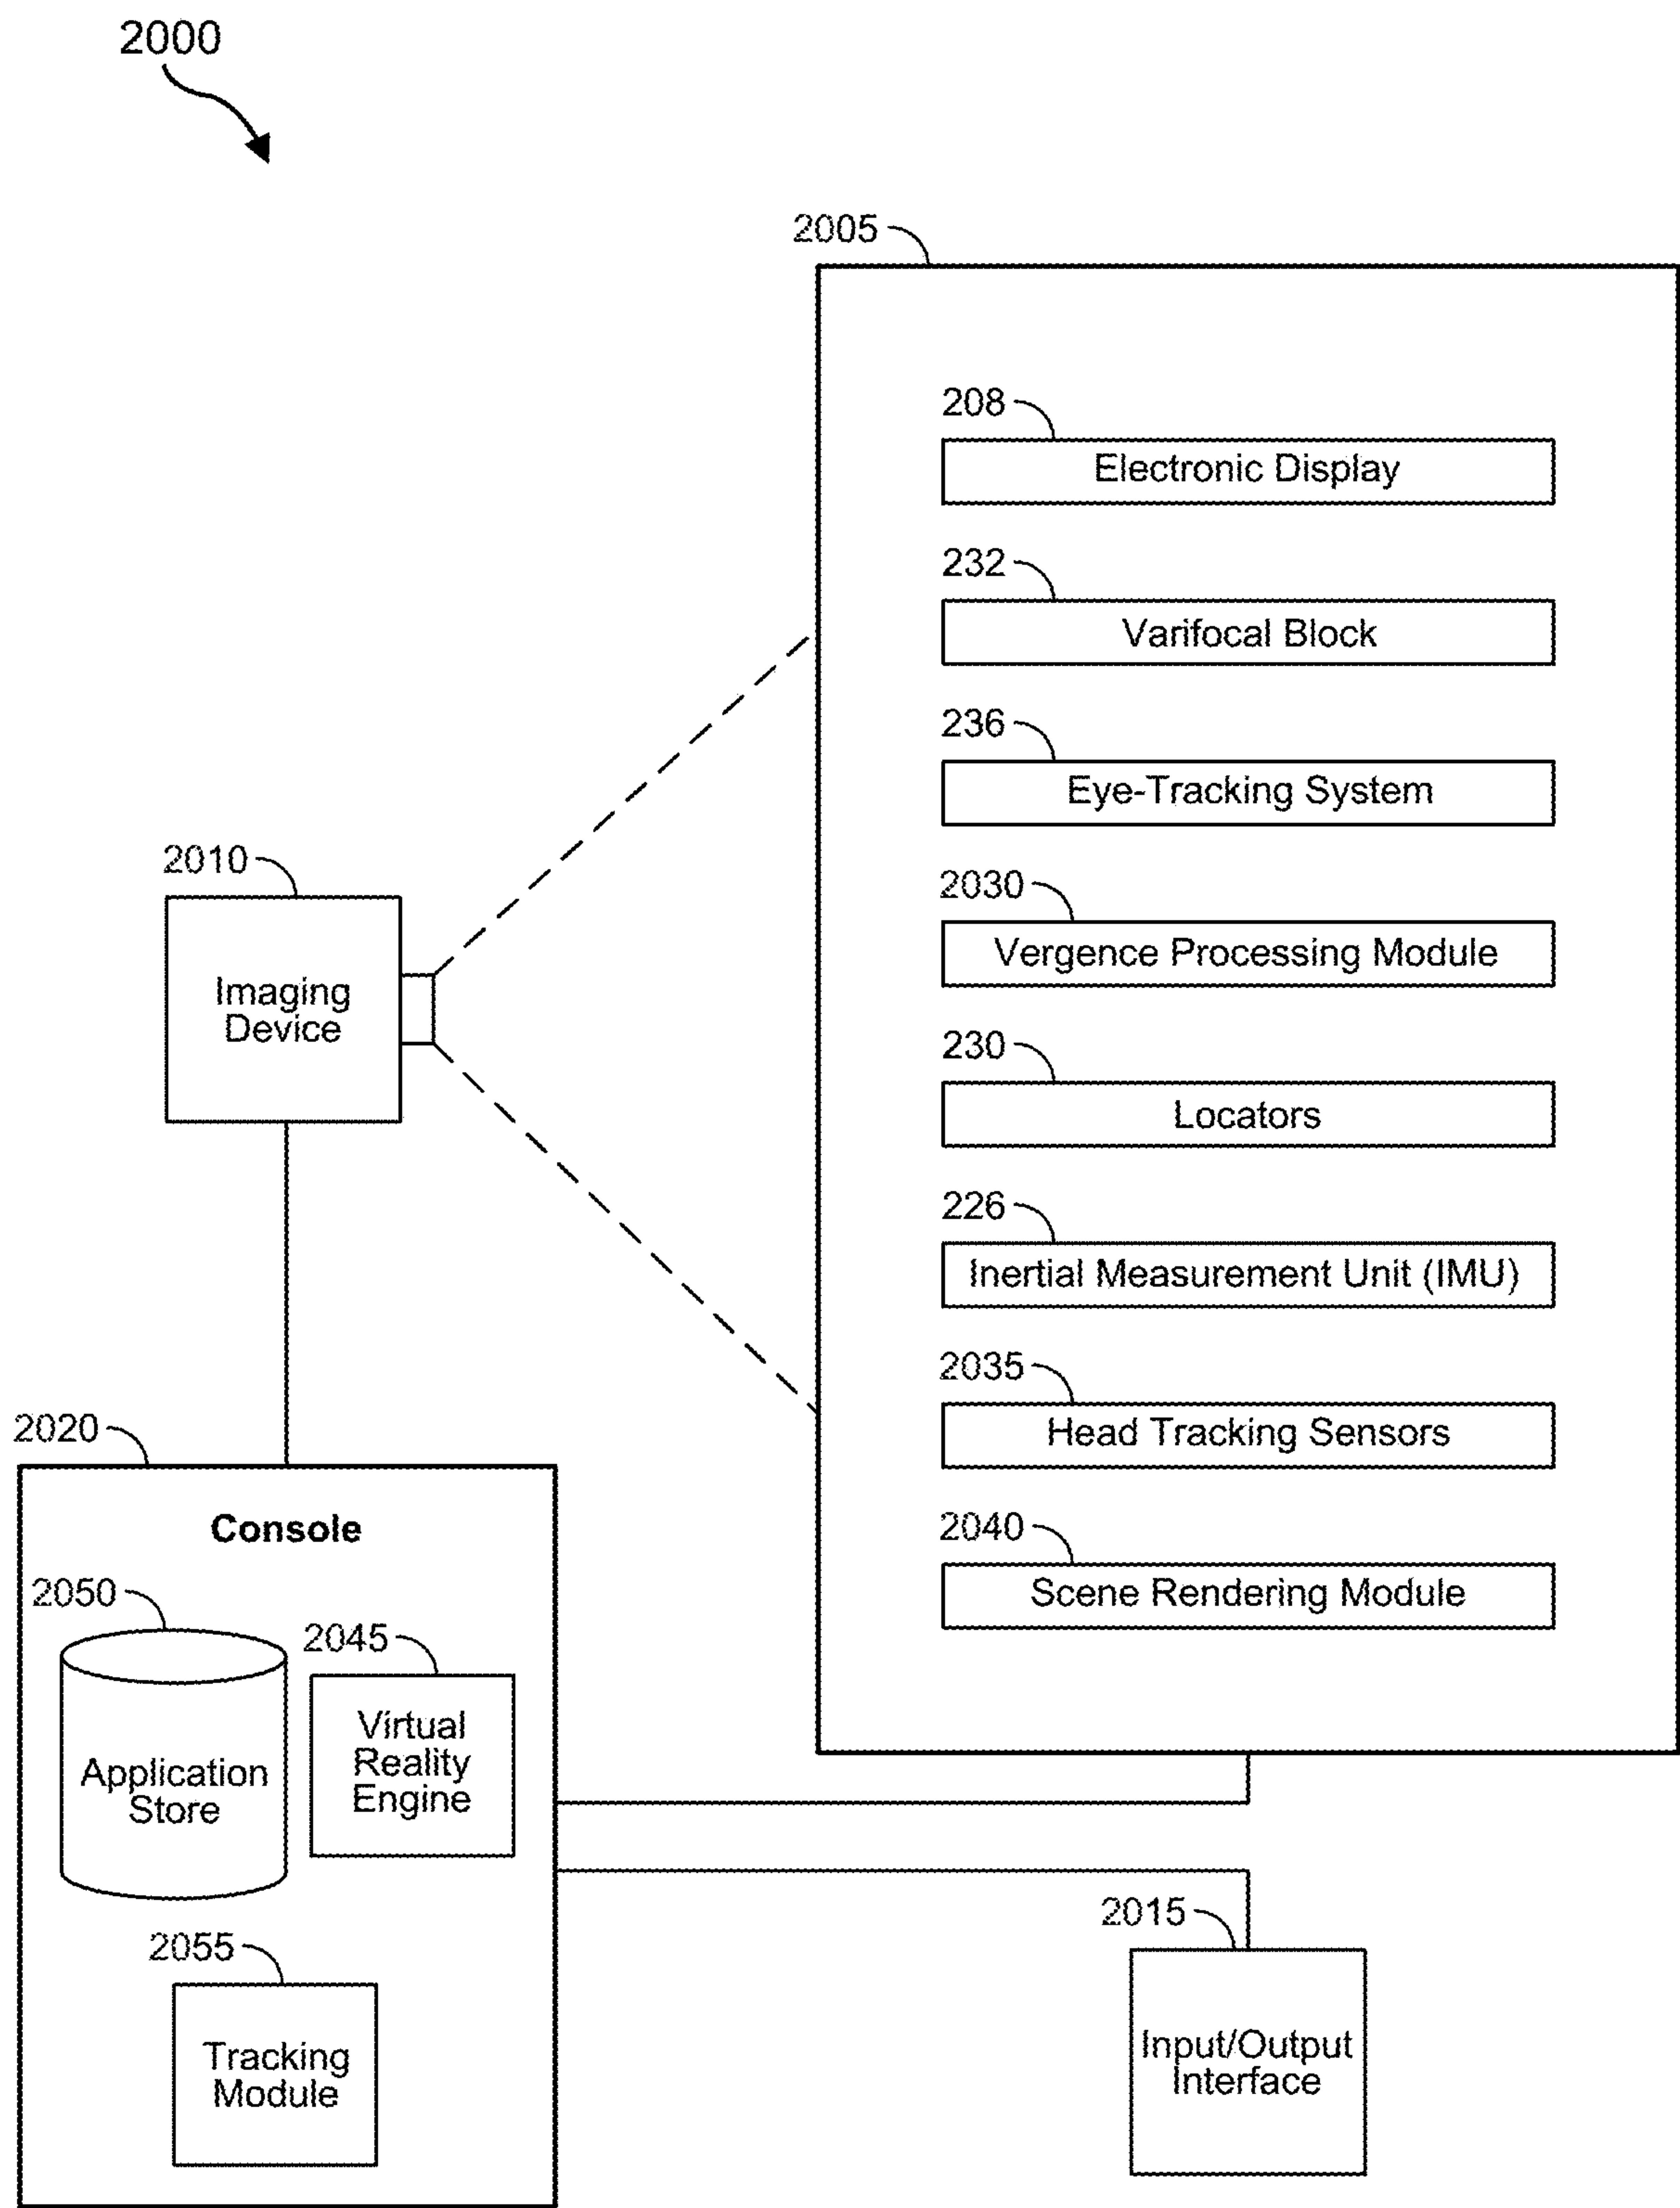 2000
2005
208
Electronic Display
232
Varifocal Block
236
Eye-Tracking System
2030
Vergence Processing Module
230
Locators
226
Inertial Measurement Unit (IMU)
2035
Head Tracking Sensors
2040
Scene Rendering Module
2010
Imaging
Device
2020
Console
2050
Application
Store
2045
Virtual
Reality
Engine
2055
Tracking
Module
2015
Input/Output
Interface